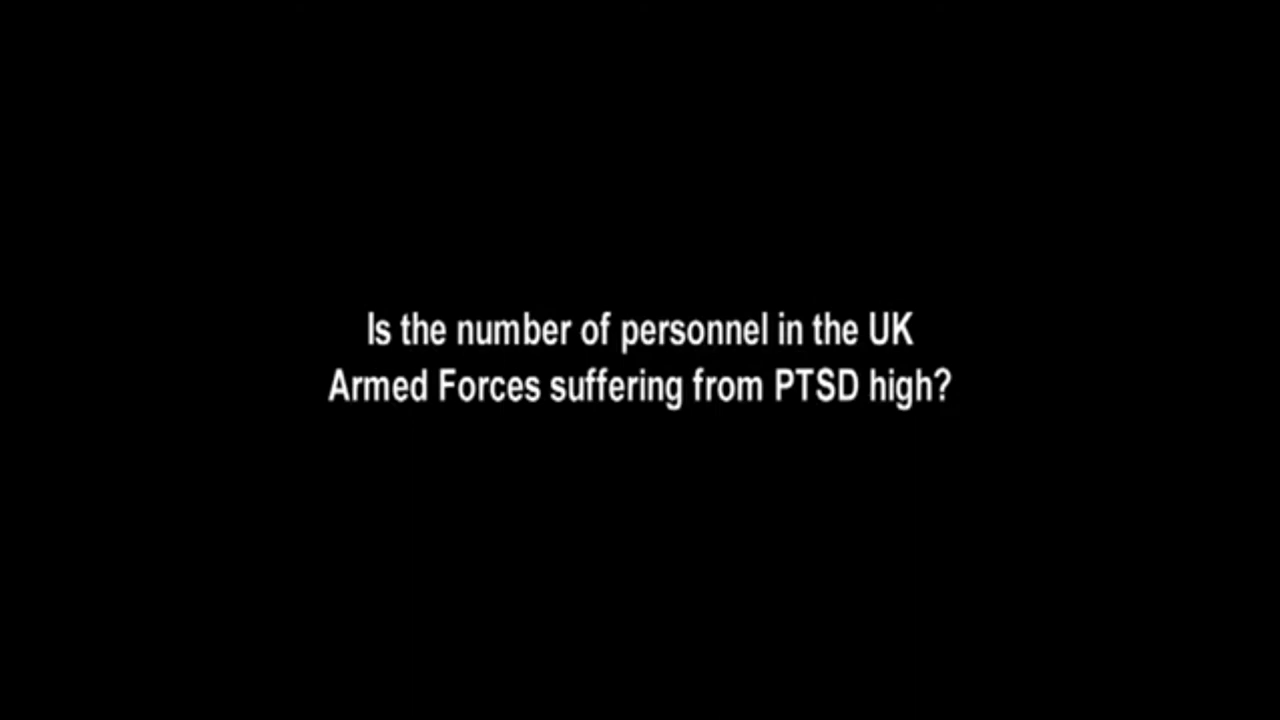 Is the number of personnel in the UK
Armed Forces suffering from PTSD high?